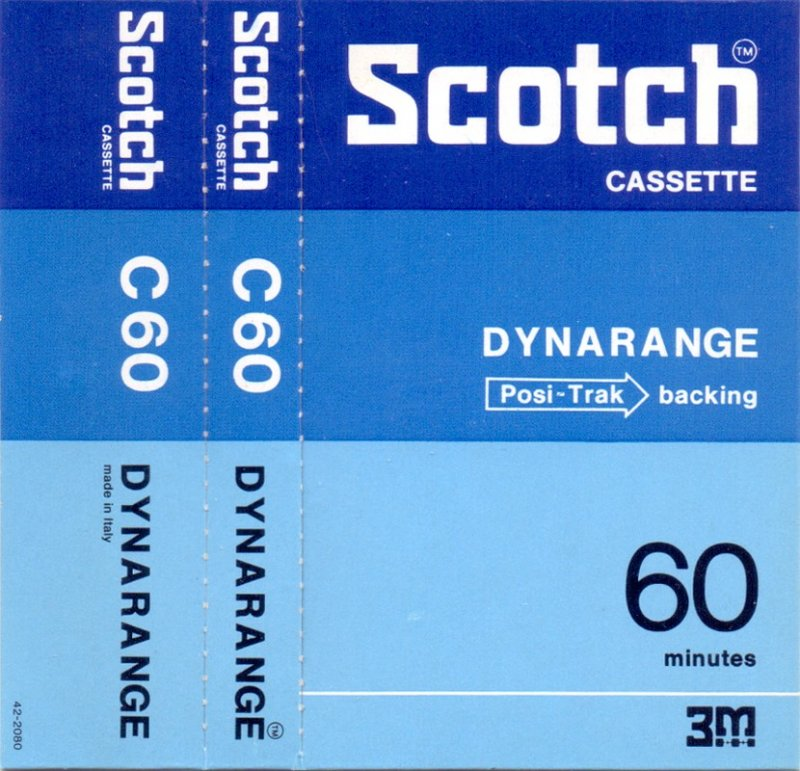 Scotch
CASSETTE
C60
DYNARANGE
made in Italy
42-2080
Scotch
CASSETTE
C60
DYNARANGE™
Scotch™
CASSETTE
DYNARANGE
Posi~Trak backing
60
minutes
3M